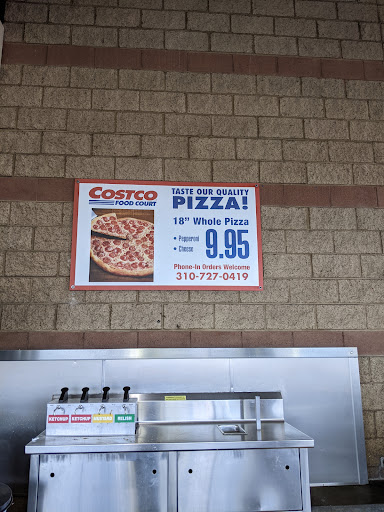 COSTCO
FOOD COURT
TASTE OUR QUALITY
PIZZA!
18" Whole Pizza
• Pepperoni
• Cheese
9.95
Phone-In Orders Welcome
310-727-0419
KETCHUP KETCHUP MUSTARD RELISH